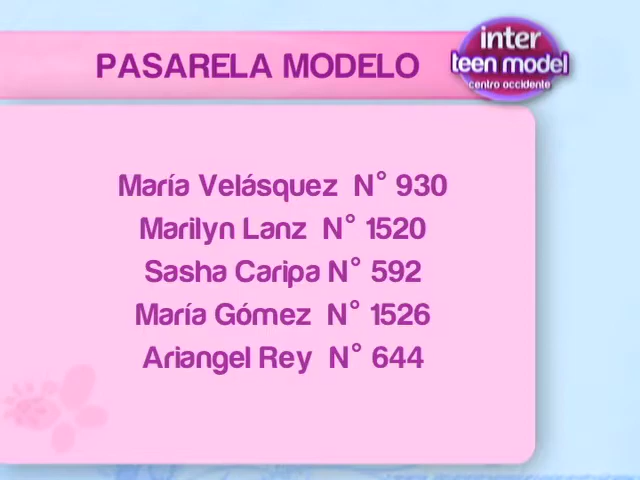 PASARELA MODELO
inter
teen model
centro occidente
María Velásquez N° 930
Marilyn Lanz N° 1520
Sasha Caripa N° 592
María Gómez N° 1526
Ariangel Rey N° 644